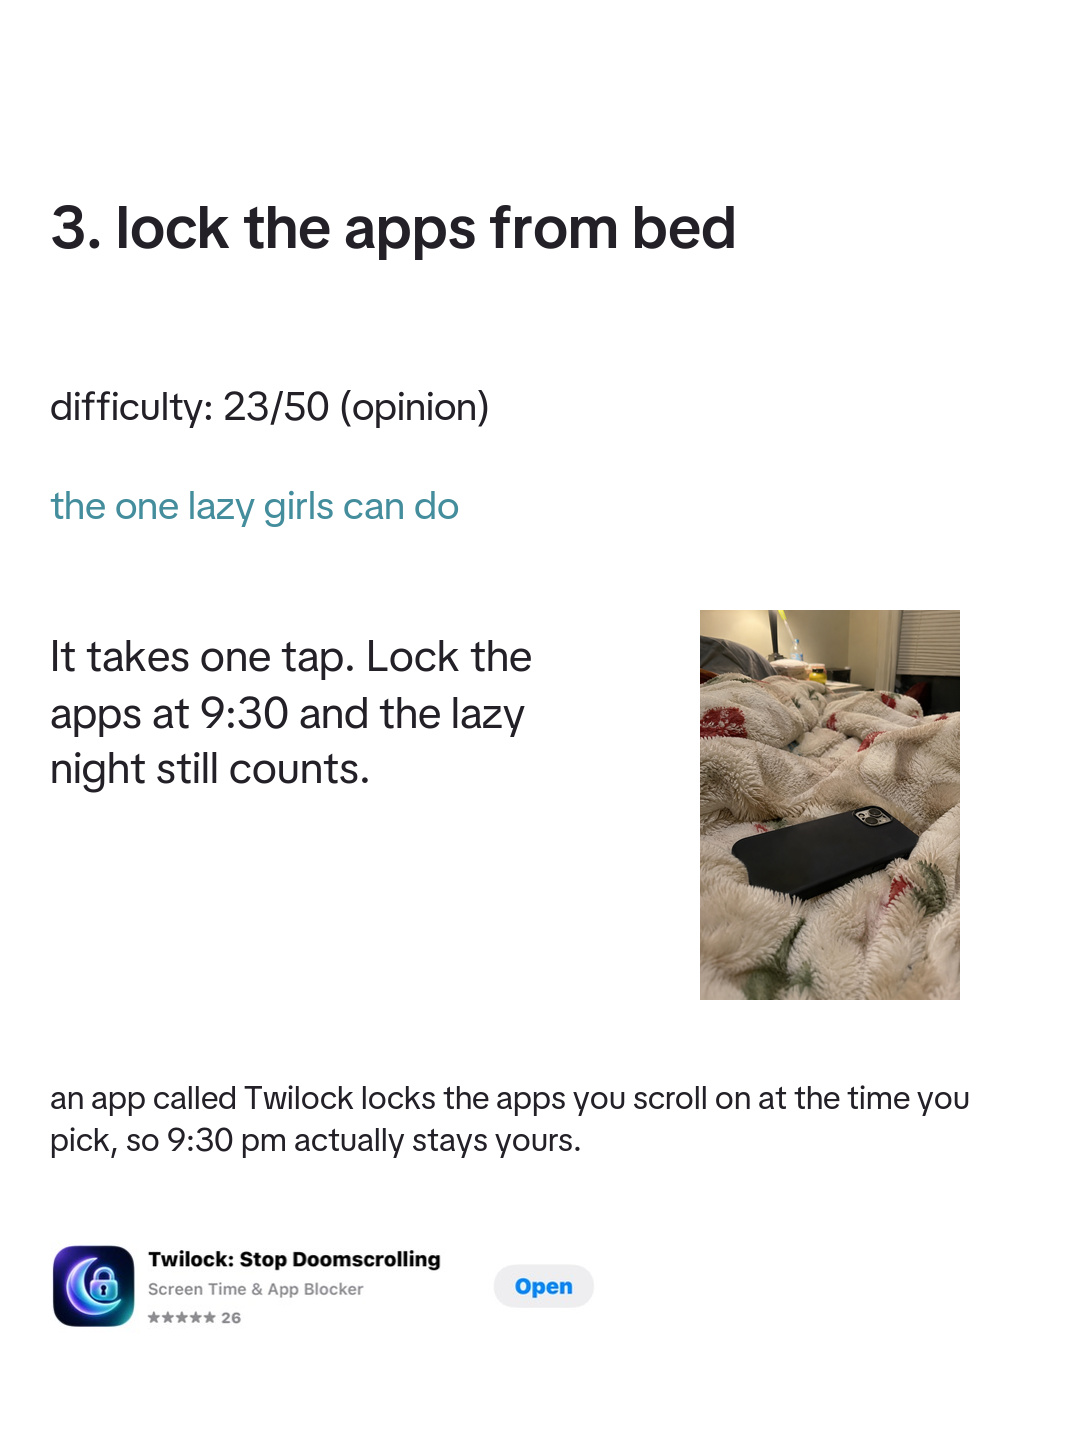 3. lock the apps from bed
difficulty: 23/50 (opinion)
the one lazy girls can do
It takes one tap. Lock the
apps at 9:30 and the lazy
night still counts.
an app called Twilock locks the apps you scroll on at the time you
pick, so 9:30 pm actually stays yours.
Twilock: Stop Doomscrolling
Screen Time & App Blocker
★★★★★ 26
Open